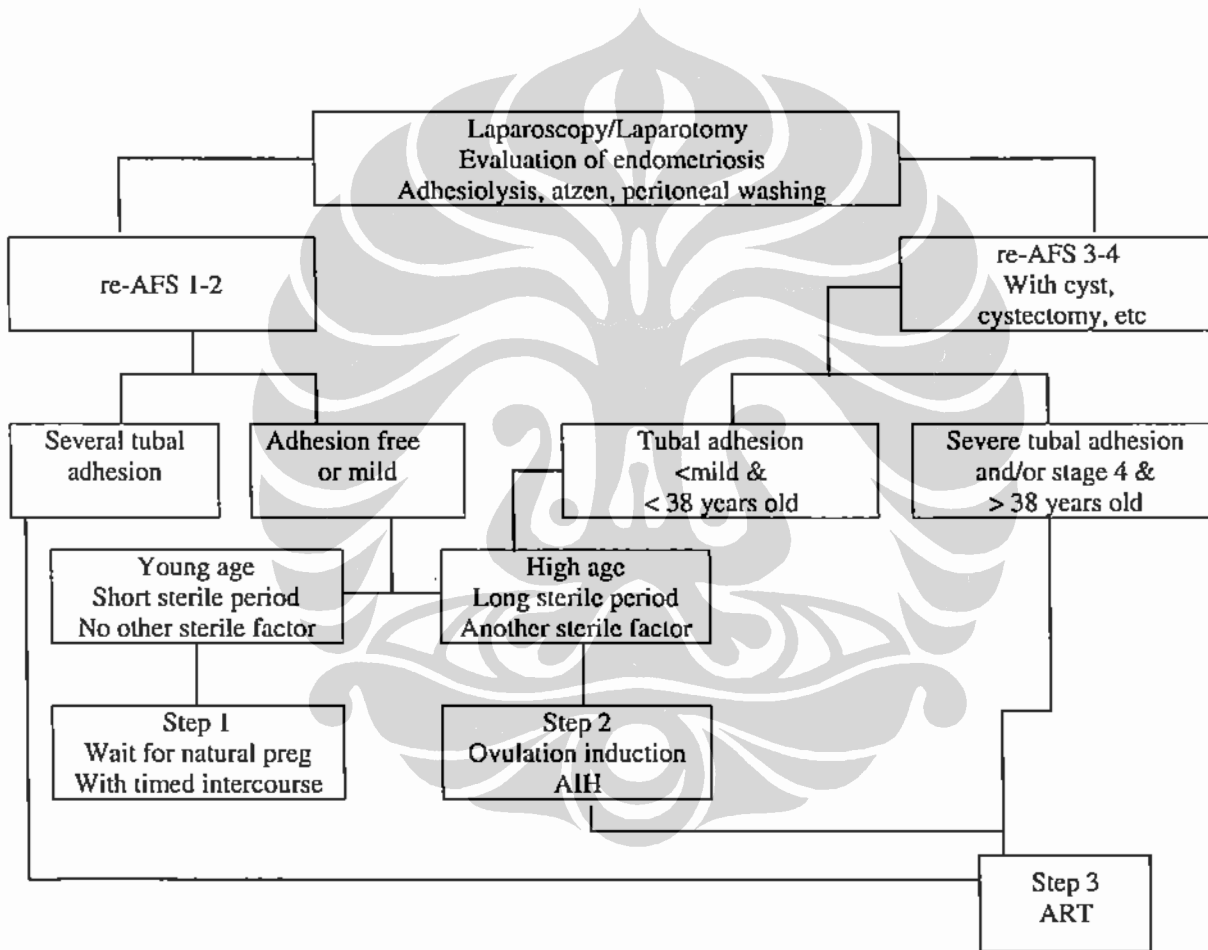 Laparoscopy/Laparotomy
Evaluation of endometriosis
Adhesiolysis, atzen, peritoneal washing
re-AFS 1-2
re-AFS 3-4
With cyst,
cystectomy, etc
Several tubal
adhesion
Adhesion free
or mild
Tubal adhesion
<mild &
< 38 years old
Severe tubal adhesion
and/or stage 4 &
> 38 years old
Young age
Short sterile period
No other sterile factor
High age
Long sterile period
Another sterile factor
Step 1
Wait for natural preg
With timed intercourse
Step 2
Ovulation induction
AIH
Step 3
ART